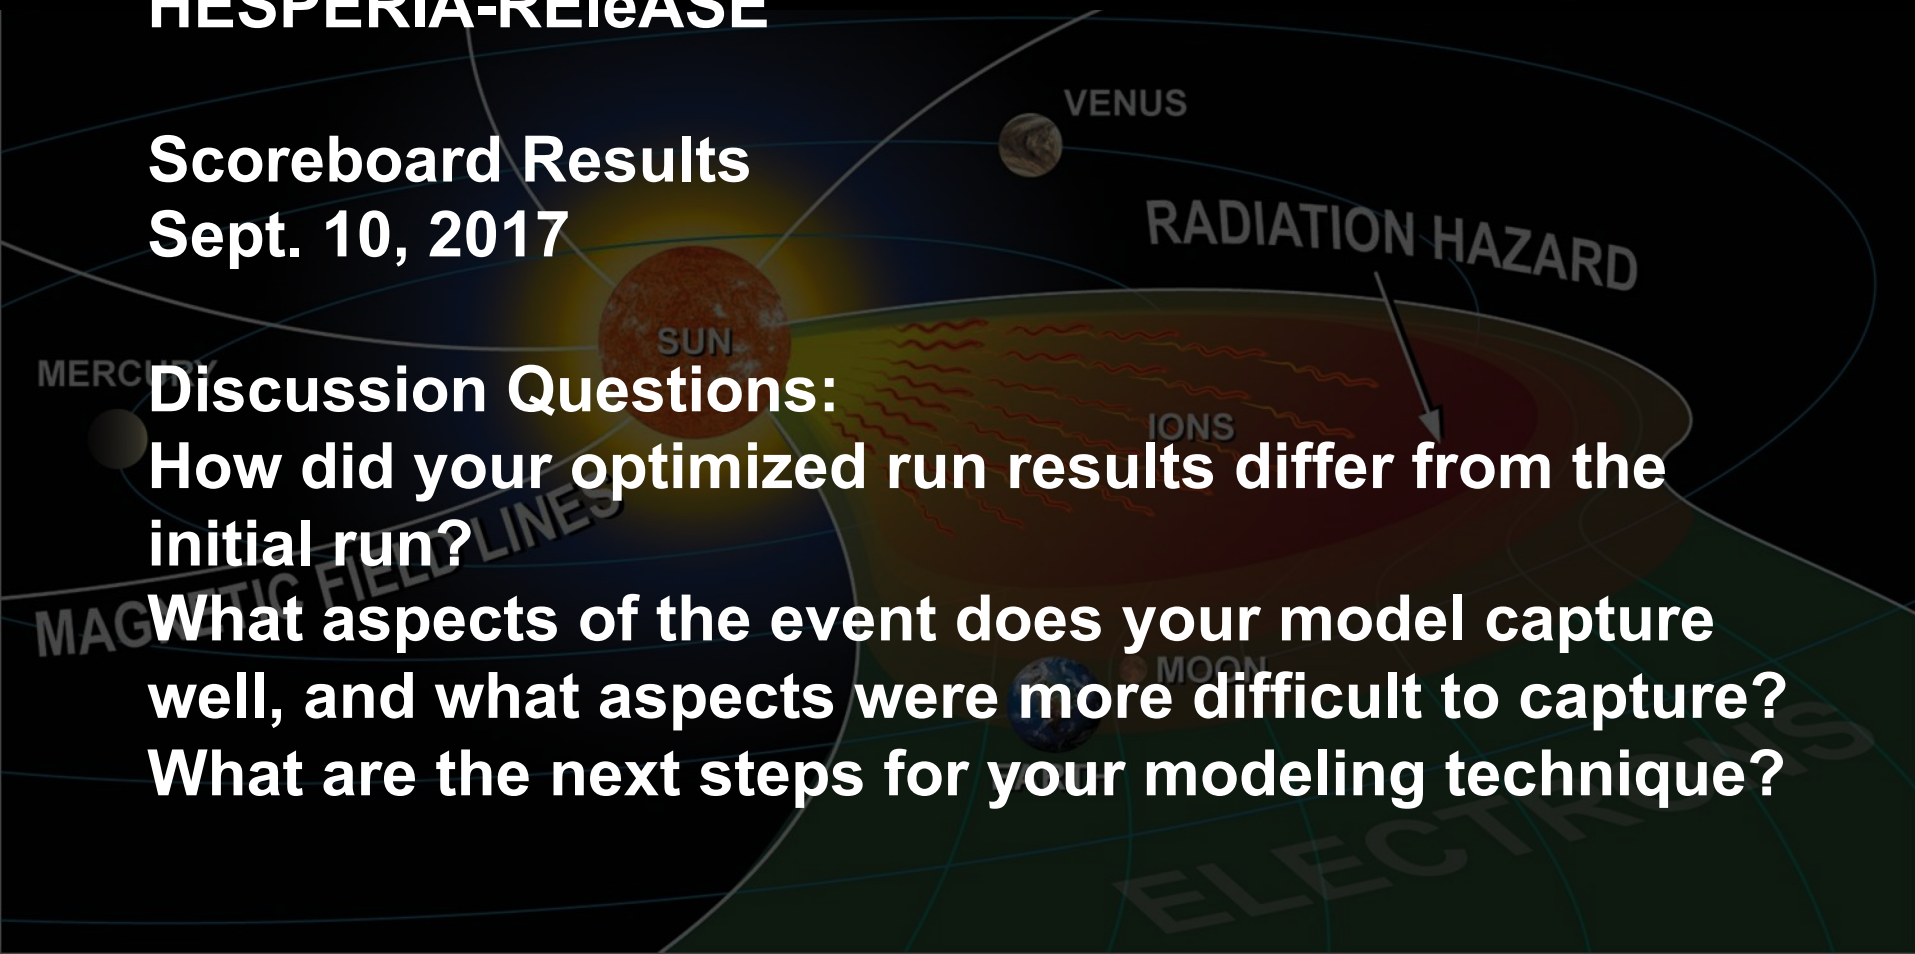 HESPERIA-REleASE
VENUS
Scoreboard Results
Sept. 10, 2017
RADIATION HAZARD
SUN
MERCURY
Discussion Questions:
IONS
How did your optimized run results differ from the
initial run?
MAGNETIC FIELD LINES
What aspects of the event does your model capture
MOON
well, and what aspects were more difficult to capture?
What are the next steps for your modeling technique?
ELECTRONS